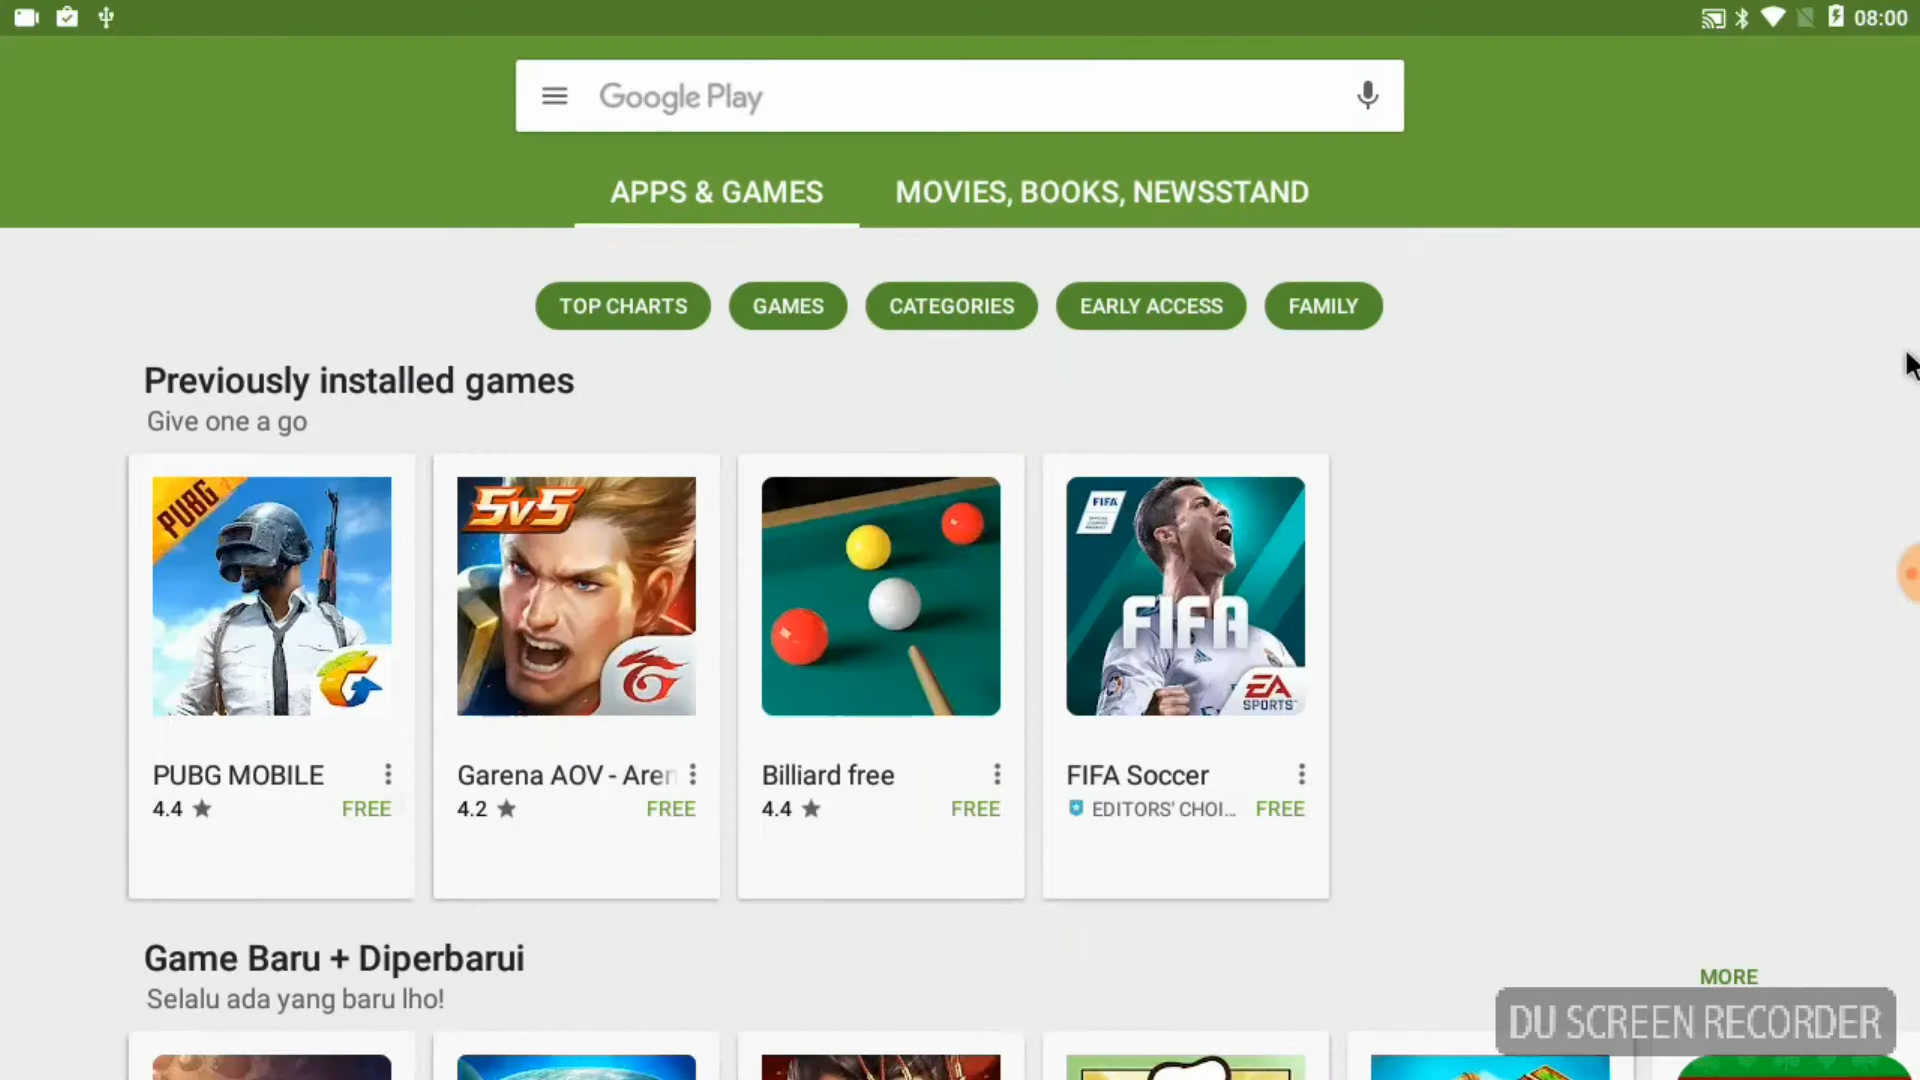 08:00
Google Play
APPS & GAMES
MOVIES, BOOKS, NEWSSTAND
TOP CHARTS
GAMES
CATEGORIES
EARLY ACCESS
FAMILY
Previously installed games
Give one a go
PUBG
5v5
FIFA
FIFA
EA
SPORTS
PUBG MOBILE
4.4
FREE
Garena AOV - Aren
4.2
FREE
Billiard free
4.4
FREE
FIFA Soccer
EDITORS' CHOI...
FREE
Game Baru + Diperbarui
Selalu ada yang baru lho!
MORE
DU SCREEN RECORDER